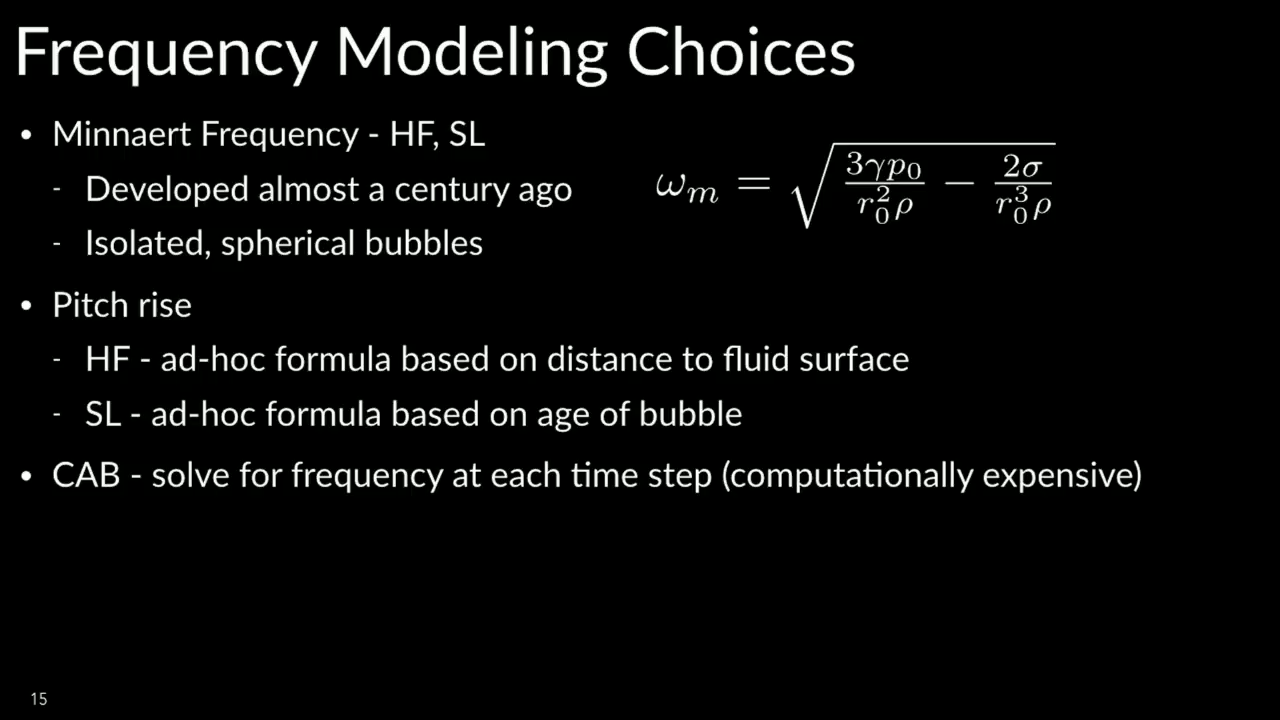 Frequency Modeling Choices
• Minnaert Frequency - HF, SL
- Developed almost a century ago
- Isolated, spherical bubbles
ω_m = √(3γp_0 / r_0^2 ρ − 2σ / r_0^3 ρ)
• Pitch rise
- HF - ad-hoc formula based on distance to fluid surface
- SL - ad-hoc formula based on age of bubble
• CAB - solve for frequency at each time step (computationally expensive)
15